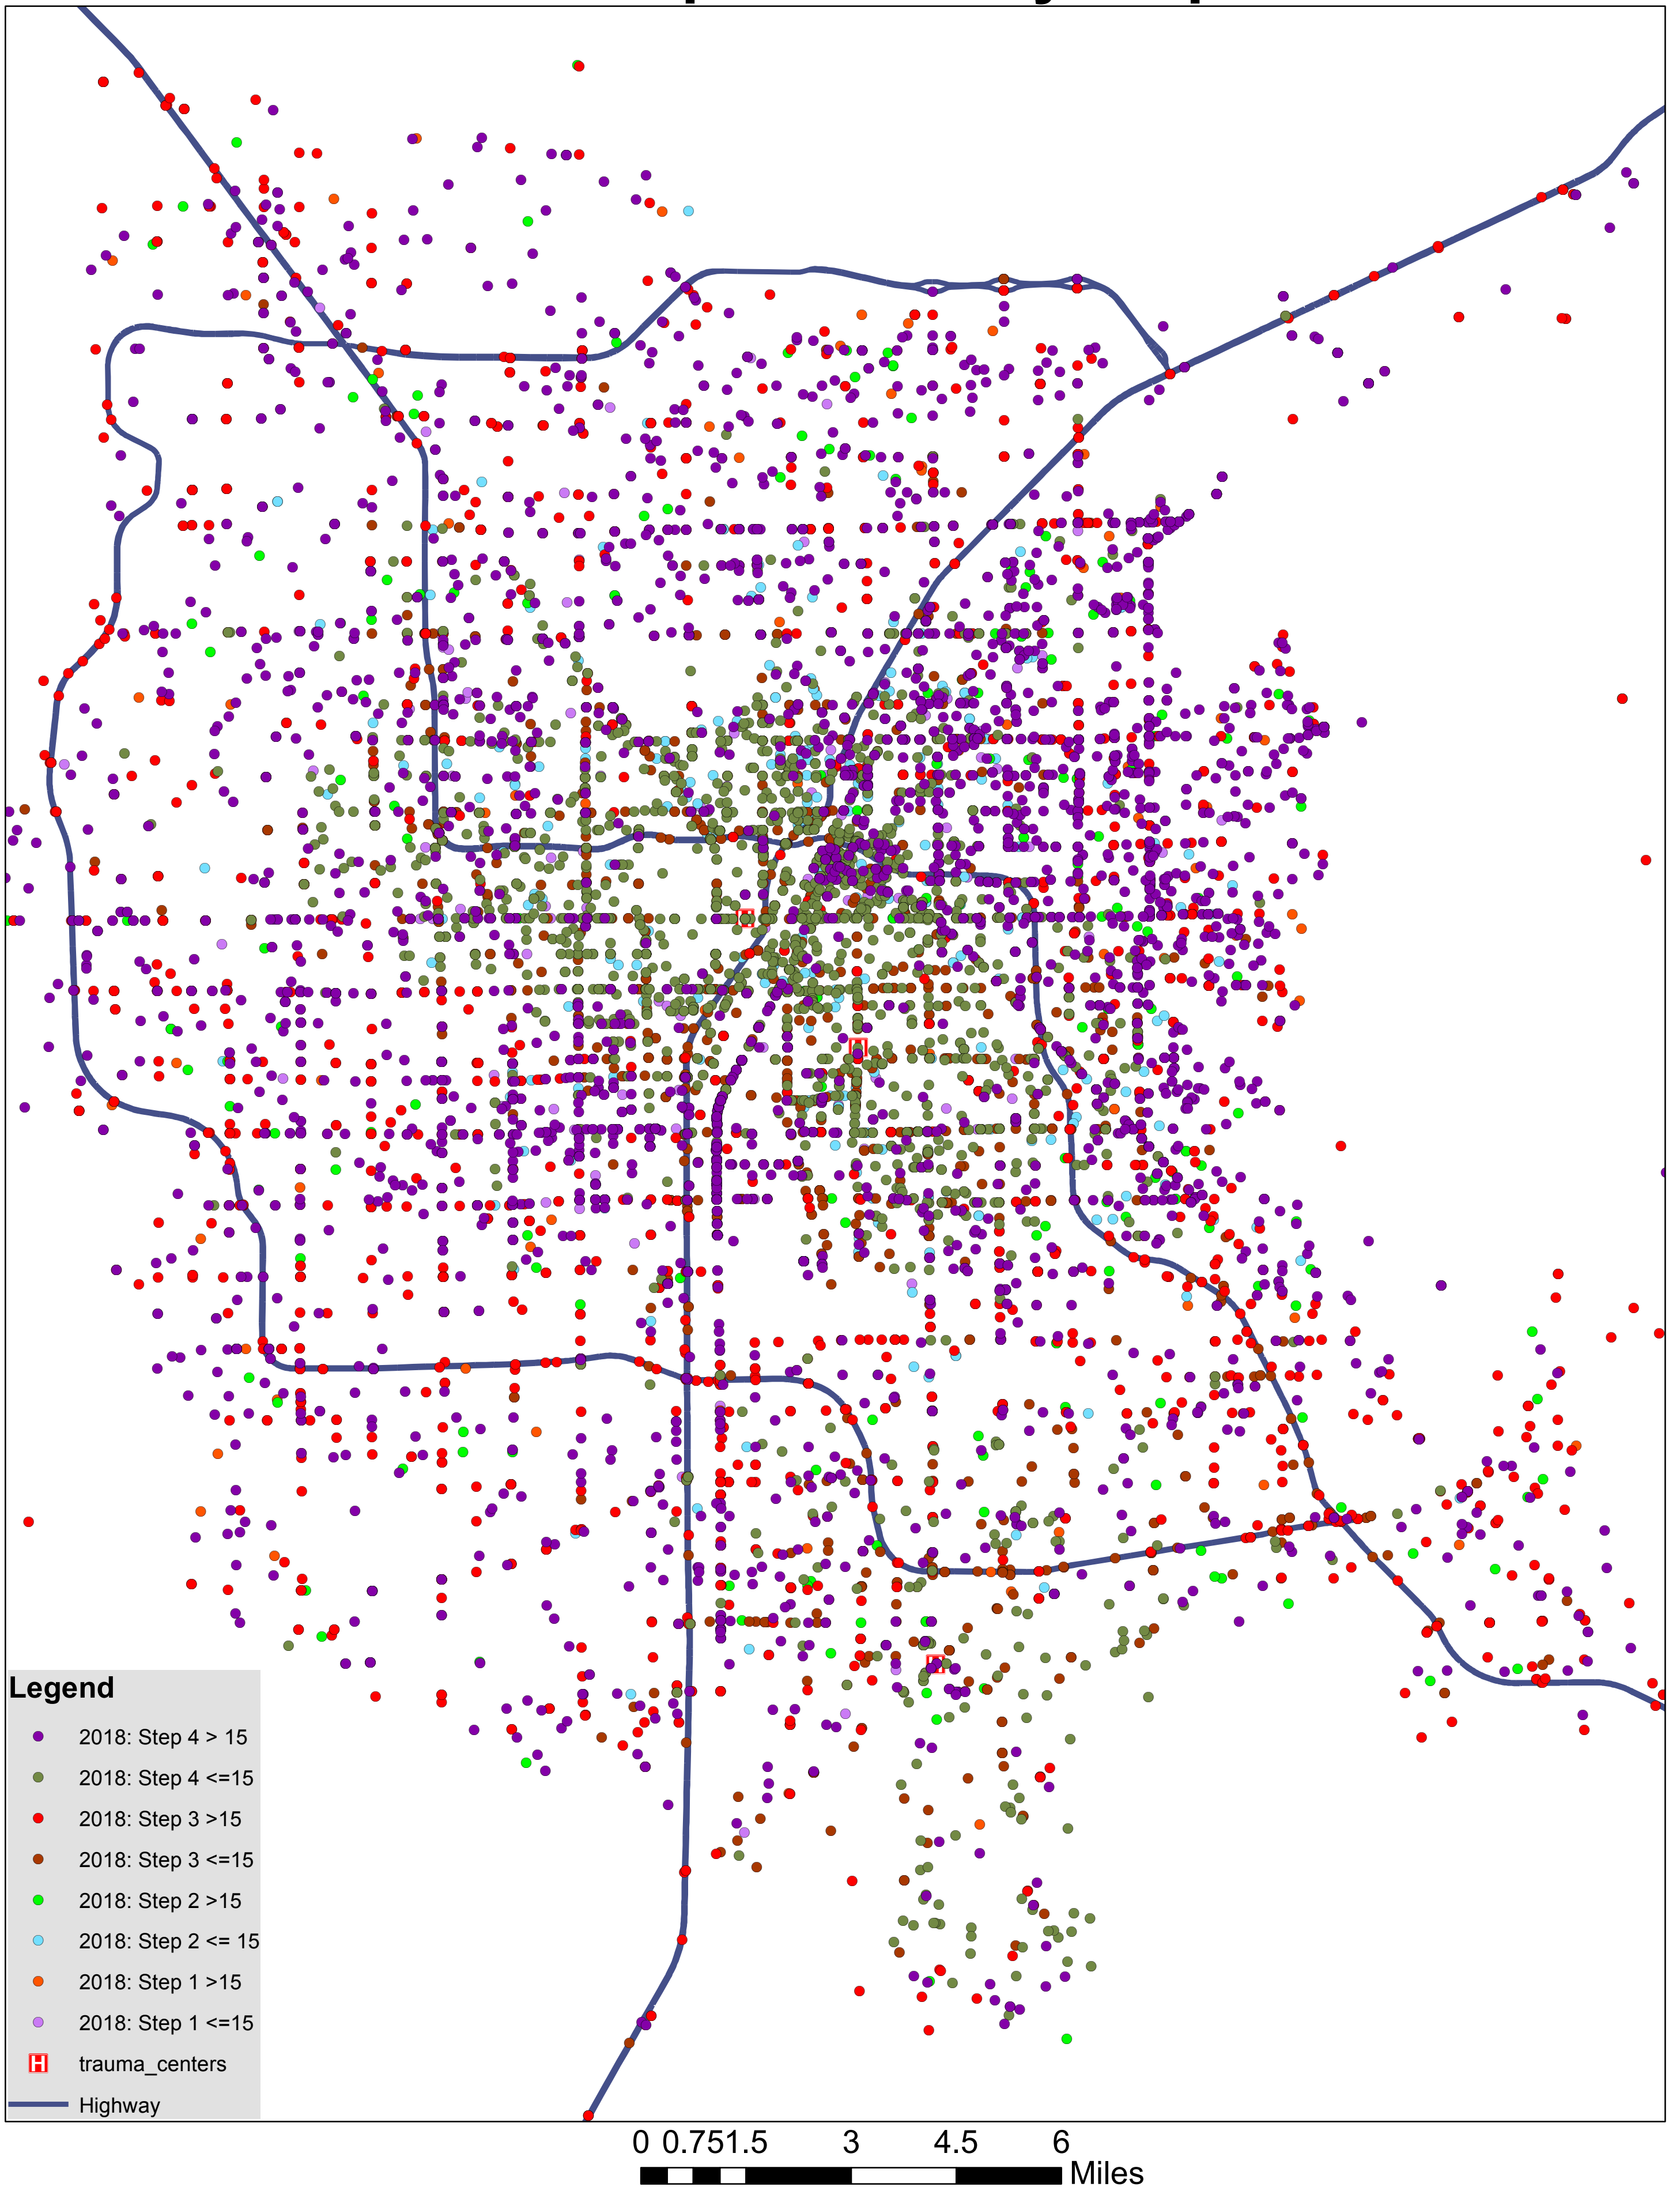 Legend
2018: Step 4 > 15
2018: Step 4 <=15
2018: Step 3 >15
2018: Step 3 <=15
2018: Step 2 >15
2018: Step 2 <= 15
2018: Step 1 >15
2018: Step 1 <=15
H trauma_centers
Highway
0 0.75 1.5 3 4.5 6
Miles